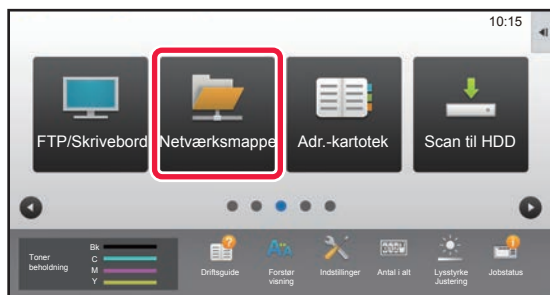 10:15
FTP/Skrivebord
Netværksmappe
Adr.-kartotek
Scan til HDD
Toner
beholdning
Bk
C
M
Y
Driftsguide
Forstør
visning
Indstillinger
Antal i alt
Lysstyrke
Justering
Jobstatus